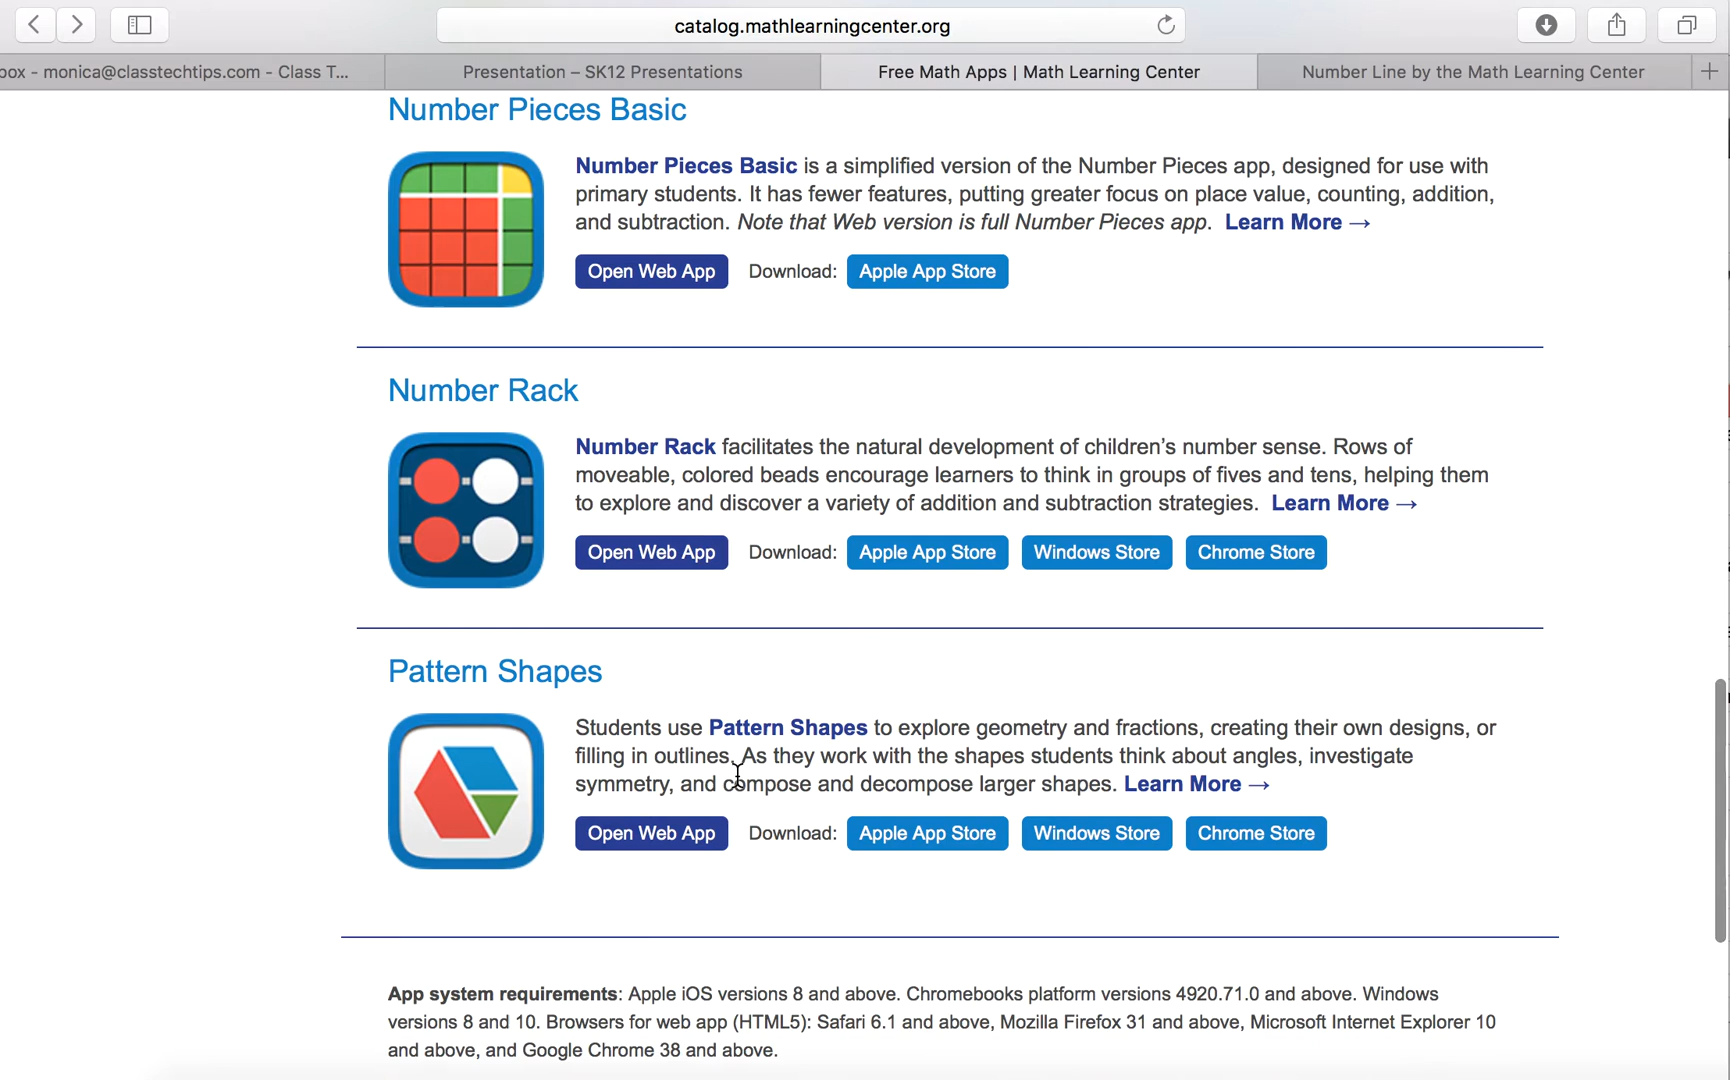 catalog.mathlearningcenter.org
box - monica@classtechtips.com - Class T...
Presentation – SK12 Presentations
Free Math Apps | Math Learning Center
Number Line by the Math Learning Center
Number Pieces Basic
Number Pieces Basic is a simplified version of the Number Pieces app, designed for use with
primary students. It has fewer features, putting greater focus on place value, counting, addition,
and subtraction. Note that Web version is full Number Pieces app. Learn More →
Open Web App Download: Apple App Store
Number Rack
Number Rack facilitates the natural development of children's number sense. Rows of
moveable, colored beads encourage learners to think in groups of fives and tens, helping them
to explore and discover a variety of addition and subtraction strategies. Learn More →
Open Web App Download: Apple App Store Windows Store Chrome Store
Pattern Shapes
Students use Pattern Shapes to explore geometry and fractions, creating their own designs, or
filling in outlines. As they work with the shapes students think about angles, investigate
symmetry, and compose and decompose larger shapes. Learn More →
Open Web App Download: Apple App Store Windows Store Chrome Store
App system requirements: Apple iOS versions 8 and above. Chromebooks platform versions 4920.71.0 and above. Windows
versions 8 and 10. Browsers for web app (HTML5): Safari 6.1 and above, Mozilla Firefox 31 and above, Microsoft Internet Explorer 10
and above, and Google Chrome 38 and above.